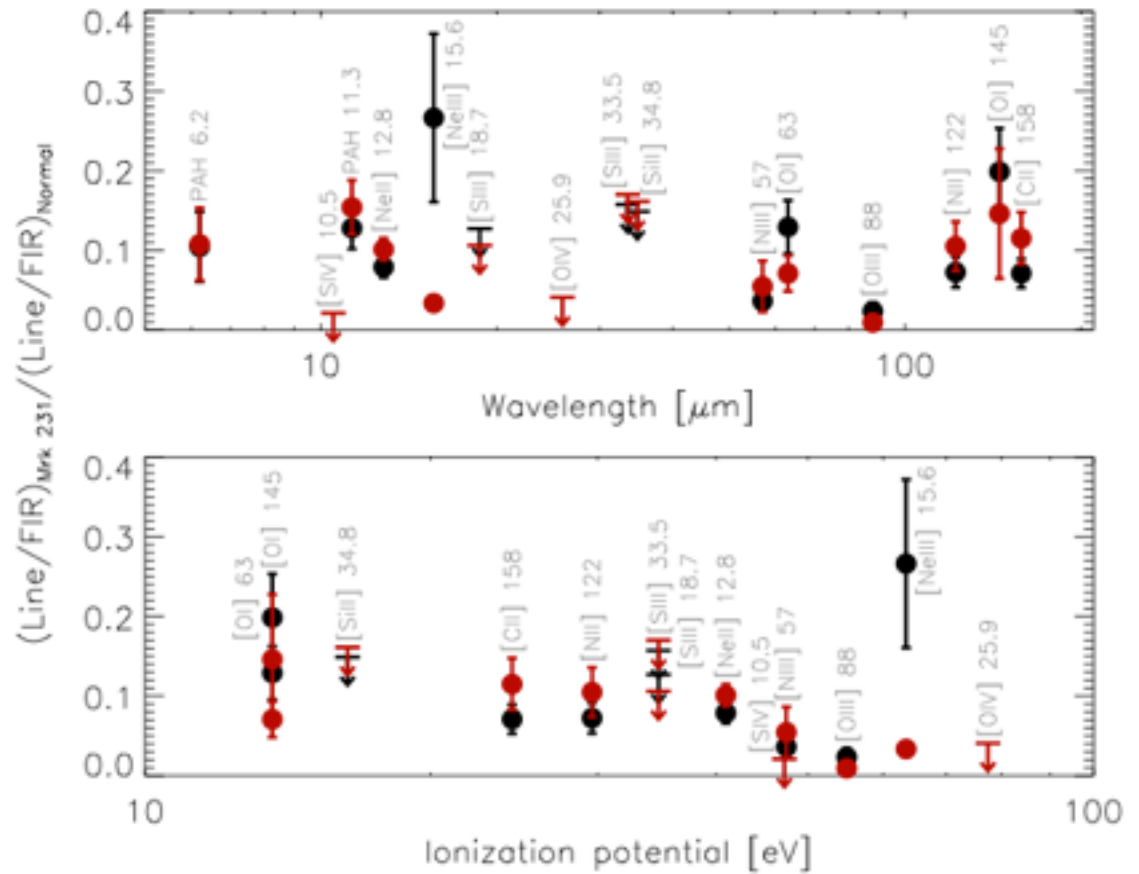 (Line/FIR)Mrk 231/(Line/FIR)Normal
0.4
0.3
0.2
0.1
0.0
PAH 6.2
[SIV] 10.5
PAH 11.3
[NeII] 12.8
[NeIII] 15.6
[SIII] 18.7
[OIV] 25.9
[SIII] 33.5
[SiII] 34.8
[NIII] 57
[OI] 63
[OIII] 88
[NII] 122
[OI] 145
[CII] 158
10
100
Wavelength [μm]
0.4
0.3
0.2
0.1
0.0
[OI] 63
[OI] 145
[SiII] 34.8
[CII] 158
[NII] 122
[SIII] 33.5
[SIII] 18.7
[NeII] 12.8
[SIV] 10.5
[NIII] 57
[OIII] 88
[NeIII] 15.6
[OIV] 25.9
10
100
Ionization potential [eV]